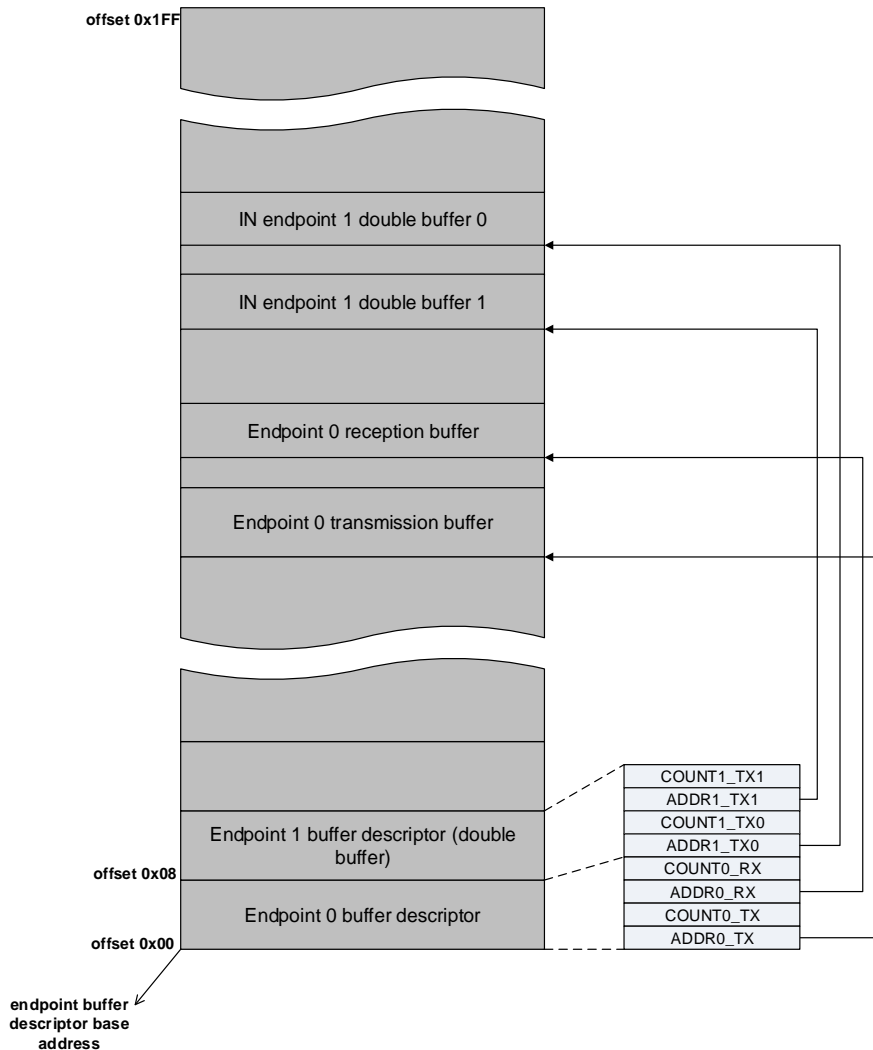 offset 0x1FF
IN endpoint 1 double buffer 0
IN endpoint 1 double buffer 1
Endpoint 0 reception buffer
Endpoint 0 transmission buffer
COUNT1_TX1
ADDR1_TX1
COUNT1_TX0
ADDR1_TX0
COUNT0_RX
ADDR0_RX
COUNT0_TX
ADDR0_TX
Endpoint 1 buffer descriptor (double
buffer)
offset 0x08
Endpoint 0 buffer descriptor
offset 0x00
endpoint buffer
descriptor base
address